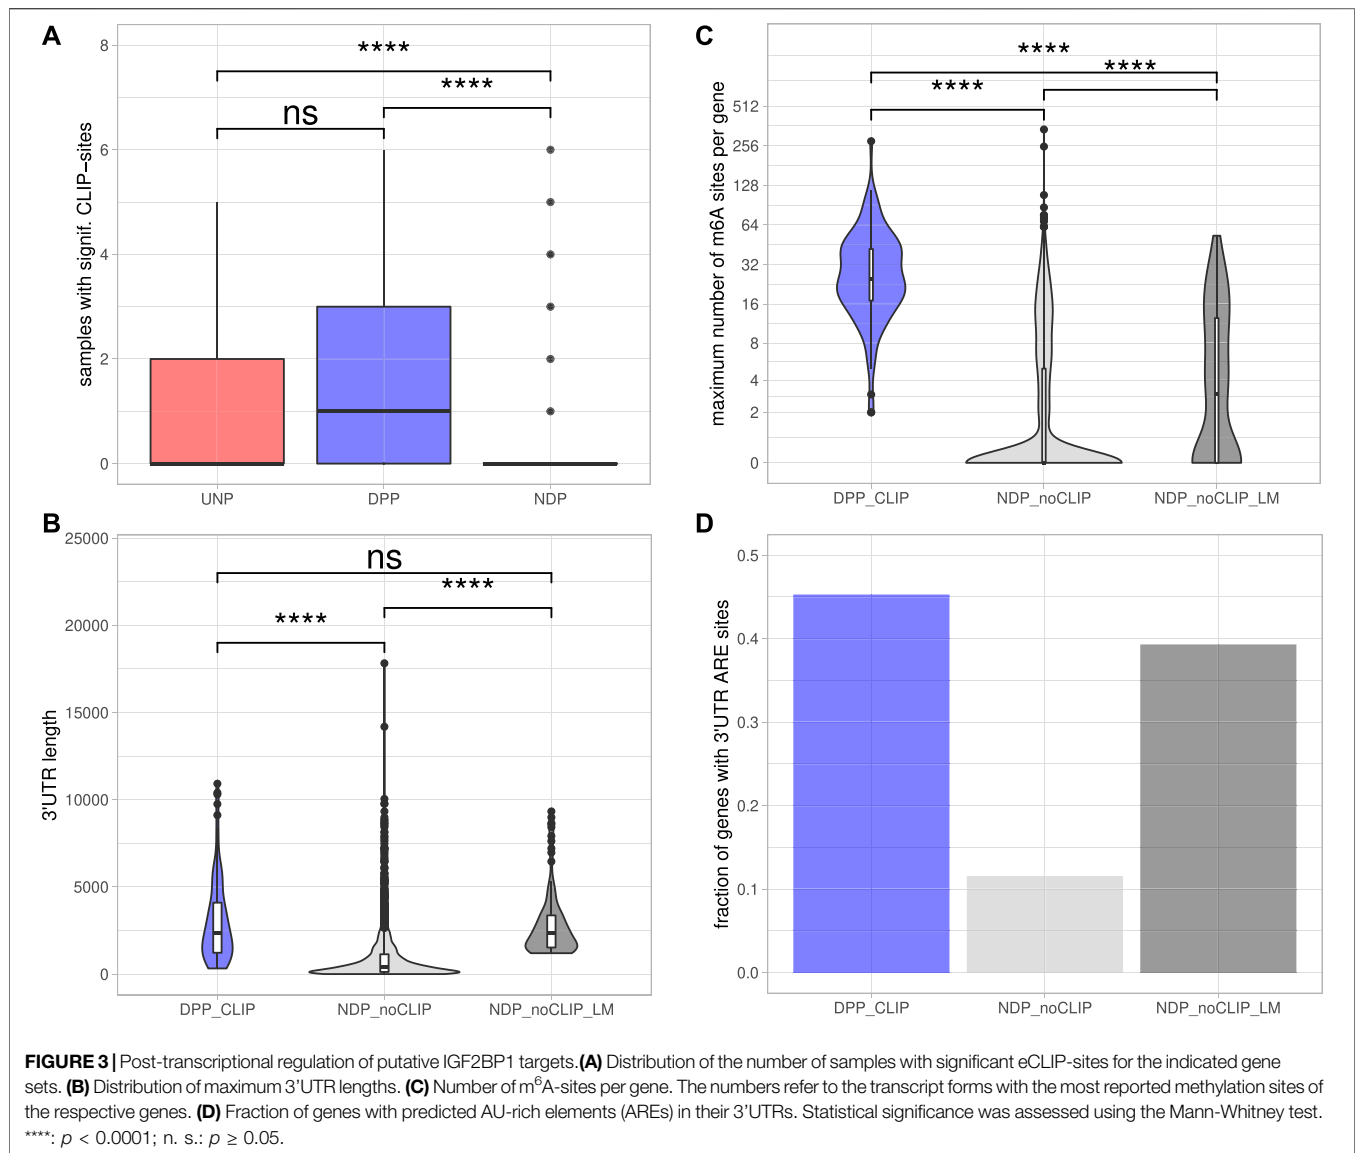 A
samples with signif. CLIP−sites
8
6
4
2
0
****
****
ns
UNP
DPP
NDP
B
3'UTR length
25000
20000
15000
10000
5000
0
ns
****
****
DPP_CLIP
NDP_noCLIP
NDP_noCLIP_LM
C
maximum number of m6A sites per gene
512
256
128
64
32
16
8
4
2
0
****
****
****
DPP_CLIP
NDP_noCLIP
NDP_noCLIP_LM
D
fraction of genes with 3'UTR ARE sites
0.5
0.4
0.3
0.2
0.1
0.0
DPP_CLIP
NDP_noCLIP
NDP_noCLIP_LM
FIGURE 3 | Post-transcriptional regulation of putative IGF2BP1 targets.(A) Distribution of the number of samples with significant eCLIP-sites for the indicated gene
sets. (B) Distribution of maximum 3’UTR lengths. (C) Number of m⁶A-sites per gene. The numbers refer to the transcript forms with the most reported methylation sites of
the respective genes. (D) Fraction of genes with predicted AU-rich elements (AREs) in their 3’UTRs. Statistical significance was assessed using the Mann-Whitney test.
****: p < 0.0001; n. s.: p ≥ 0.05.